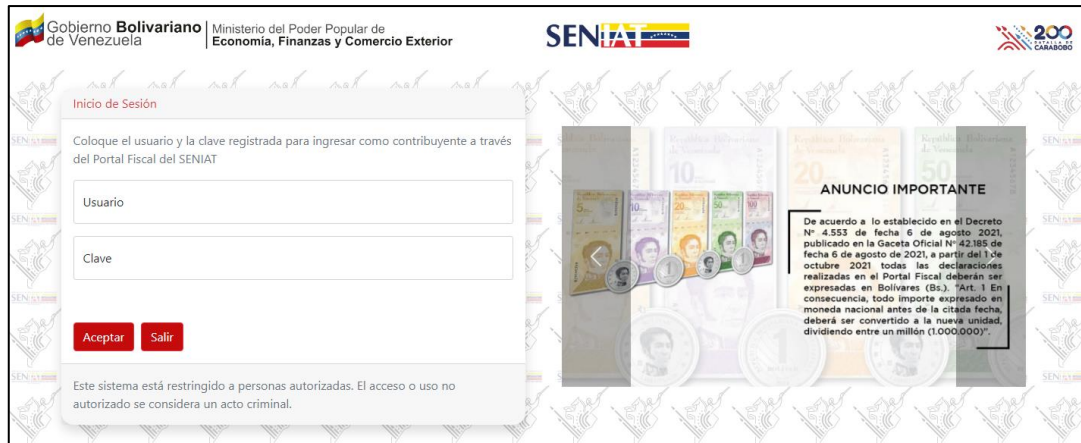 Gobierno Bolivariano
de Venezuela
Ministerio del Poder Popular de
Economía, Finanzas y Comercio Exterior
SENIAT
200
BATALLA DE
CARABOBO
Inicio de Sesión
Coloque el usuario y la clave registrada para ingresar como contribuyente a través
del Portal Fiscal del SENIAT
Usuario
Clave
Aceptar
Salir
Este sistema está restringido a personas autorizadas. El acceso o uso no
autorizado se considera un acto criminal.
ANUNCIO IMPORTANTE
De acuerdo a lo establecido en el Decreto
N° 4.553 de fecha 6 de agosto 2021,
publicado en la Gaceta Oficial N° 42.185 de
fecha 6 de agosto de 2021, a partir del 1 de
octubre 2021 todas las declaraciones
realizadas en el Portal Fiscal deberán ser
expresadas en Bolívares (Bs.). "Art. 1 En
consecuencia, todo importe expresado en
moneda nacional antes de la citada fecha,
deberá ser convertido a la nueva unidad,
dividiendo entre un millón (1.000.000)".